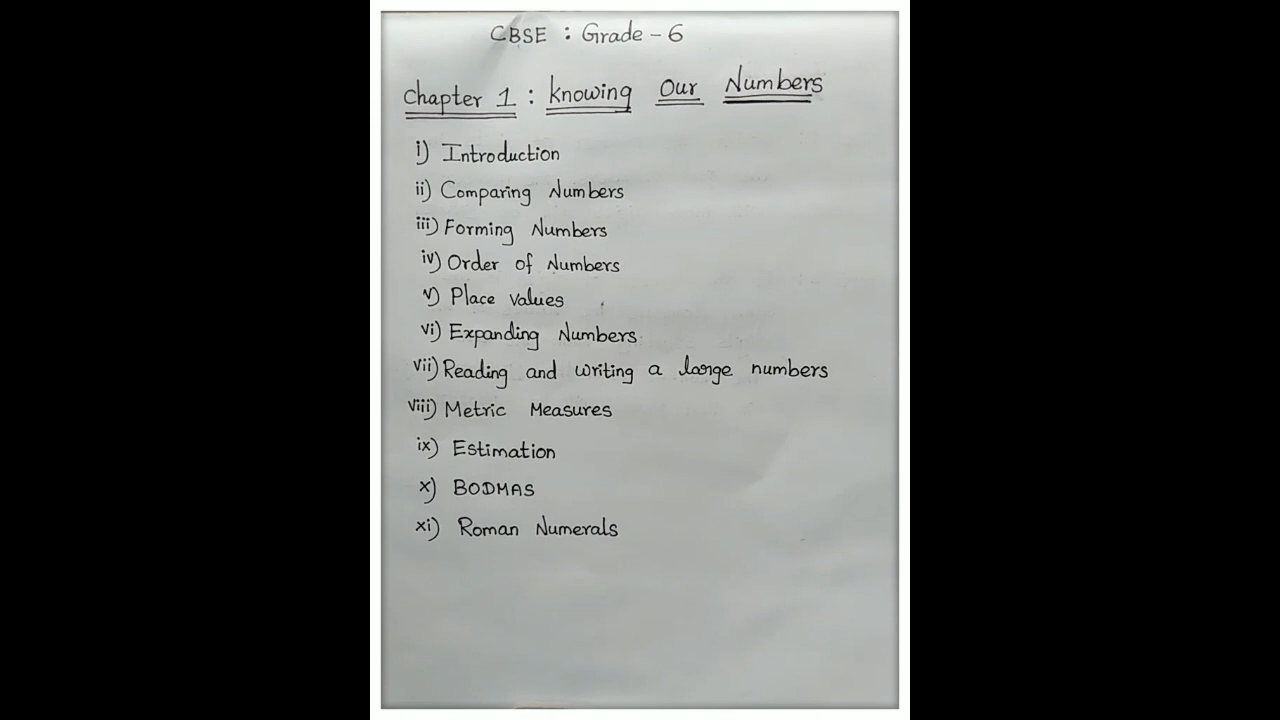 CBSE : Grade - 6
Chapter 1 : Knowing Our Numbers
i) Introduction
ii) Comparing Numbers
iii) Forming Numbers
iv) Order of Numbers
v) Place values
vi) Expanding Numbers
vii) Reading and writing a large numbers
viii) Metric Measures
ix) Estimation
x) BODMAS
xi) Roman Numerals